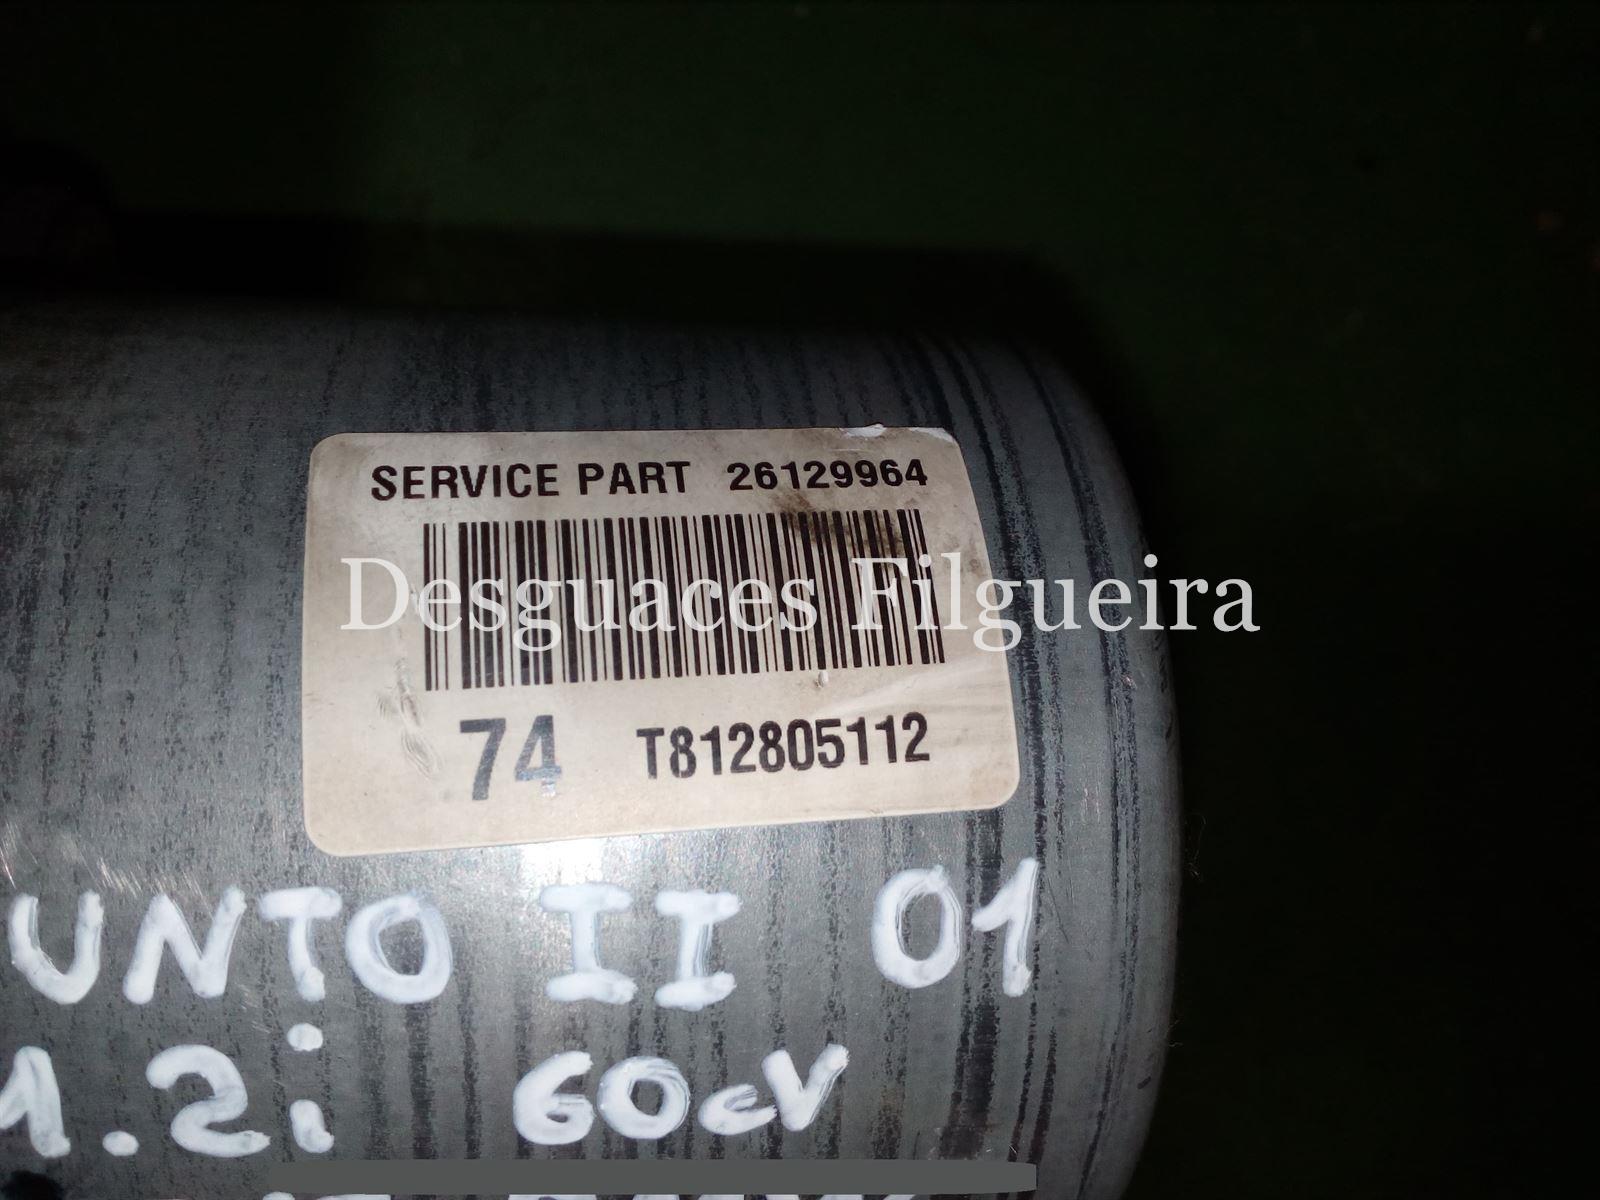 SERVICE PART 26129964
Desguaces Filgueira
74 T812805112
UNTO II 01
1.2i 60cV